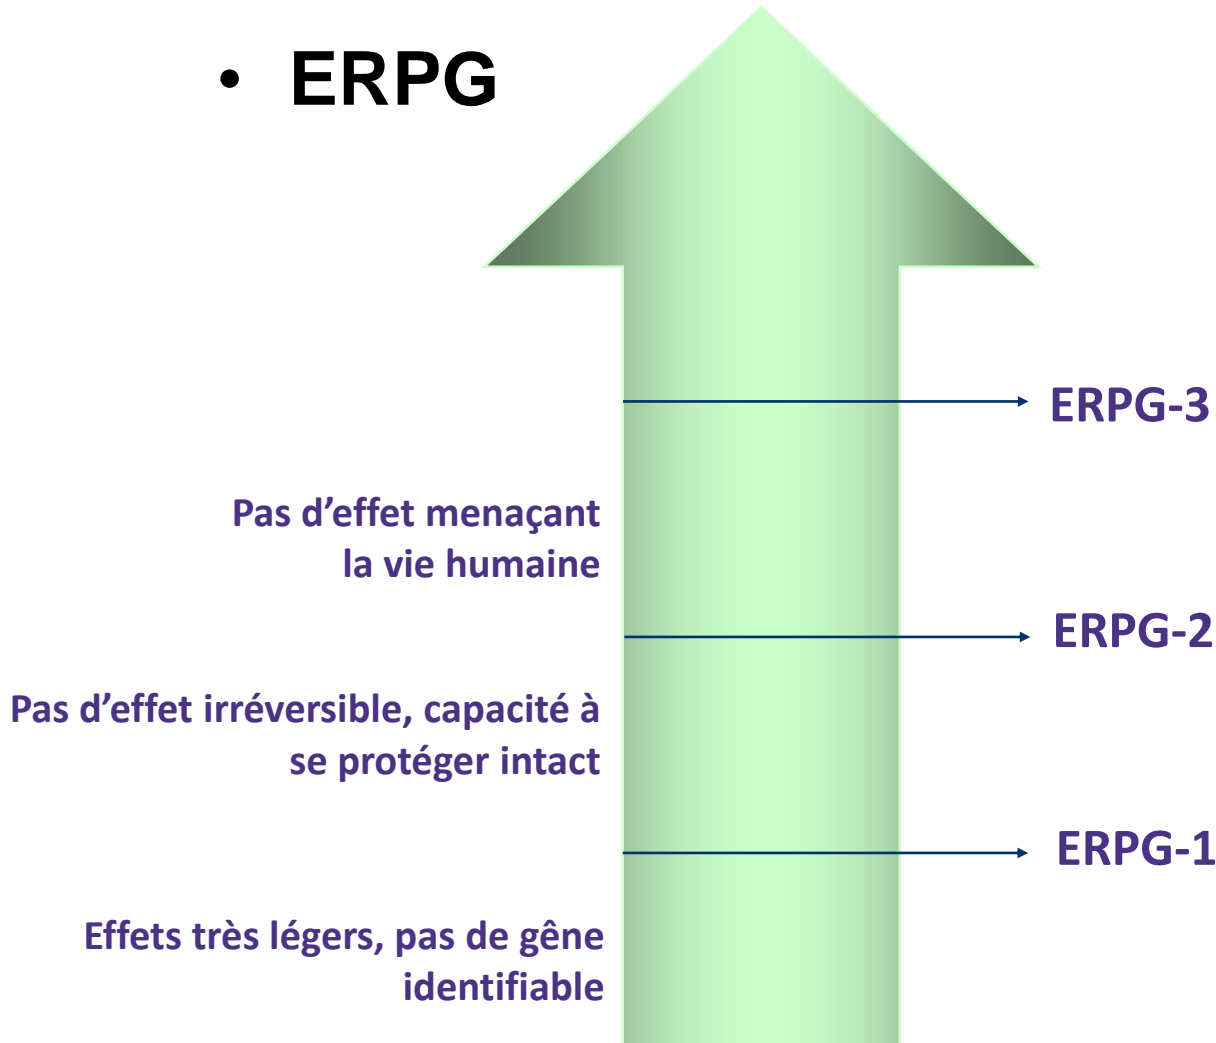 • ERPG
ERPG-3
Pas d’effet menaçant
la vie humaine
ERPG-2
Pas d’effet irréversible, capacité à
se protéger intact
ERPG-1
Effets très légers, pas de gêne
identifiable